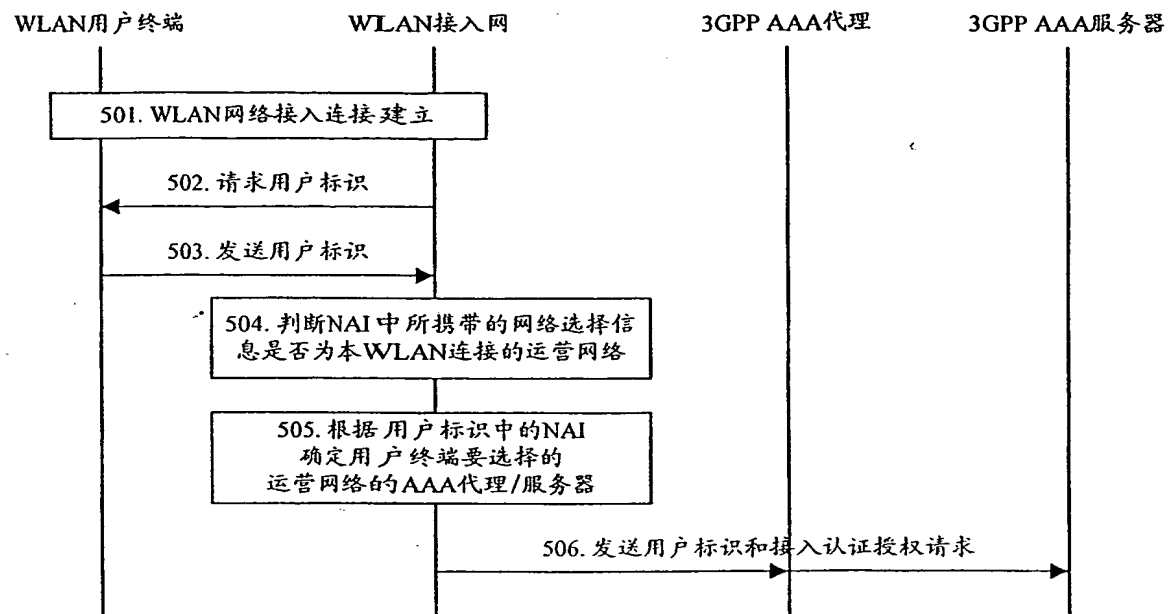 WLAN用户终端
WLAN接入网
3GPP AAA代理
3GPP AAA服务器
501. WLAN网络接入连接建立
502. 请求用户标识
503. 发送用户标识
504. 判断NAI中所携带的网络选择信
息是否为本WLAN连接的运营网络
505. 根据用户标识中的NAI
确定用户终端要选择的
运营网络的AAA代理/服务器
506. 发送用户标识和接入认证授权请求